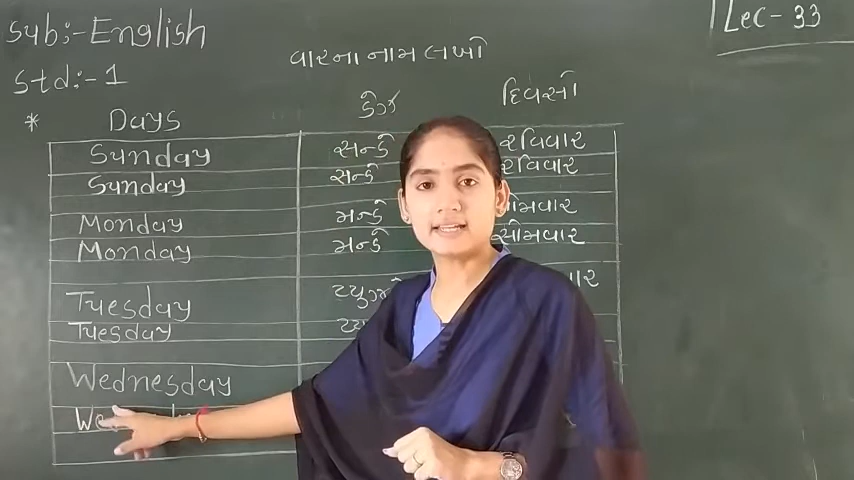 Sub:- English
Lec - 33
Std:- 1
વારના નામ લખો
* Days ડેઝ દિવસો
Sunday સન્ડે રવિવાર
Sunday સન્ડે રવિવાર
Monday મન્ડે સોમવાર
Monday મન્ડે સોમવાર
Tuesday
Tuesday
Wednesday